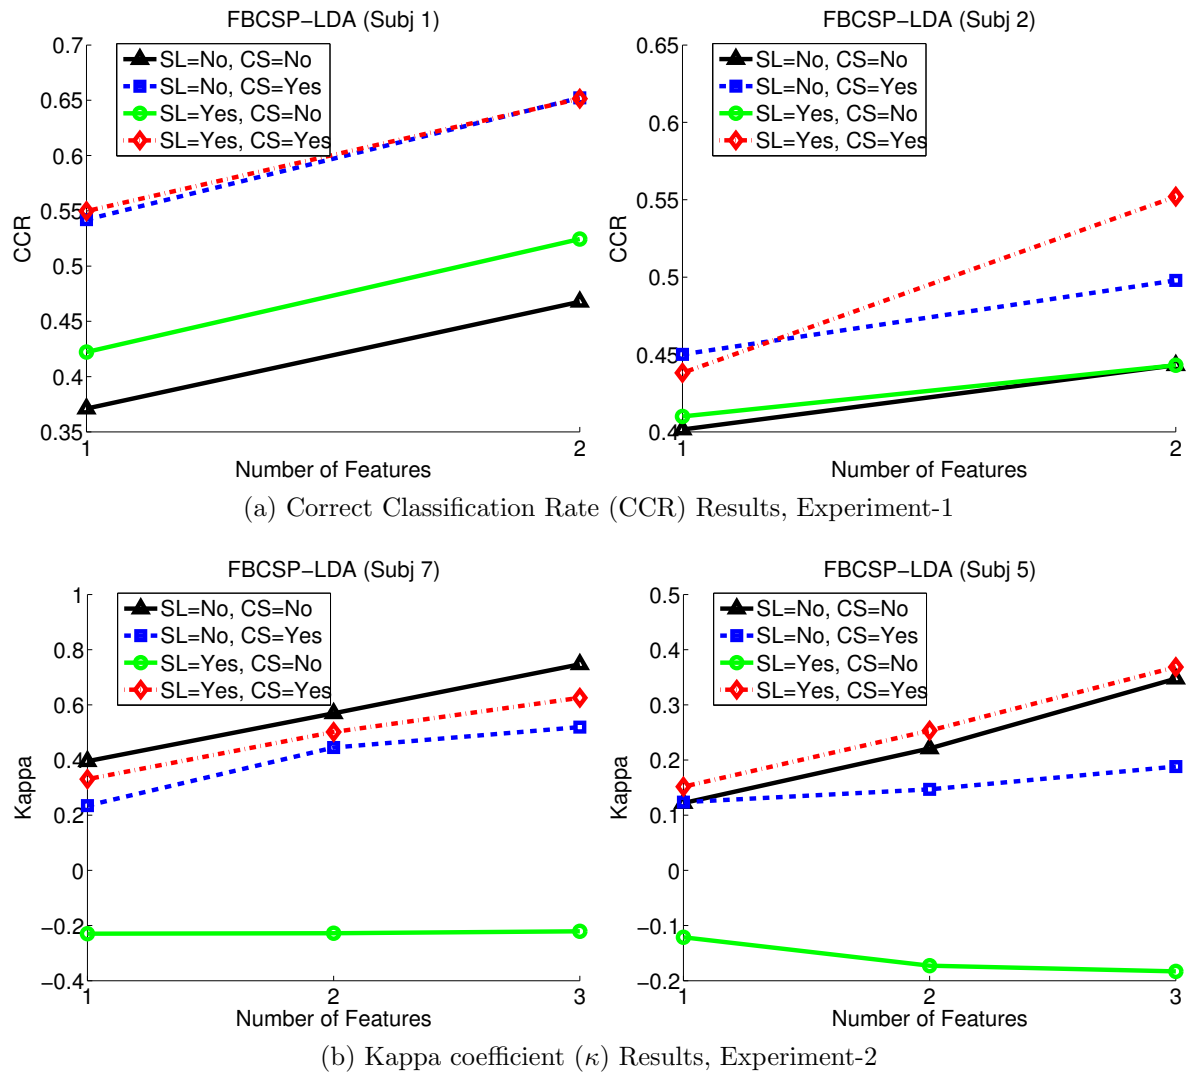 FBCSP−LDA (Subj 1)
0.7
0.65
0.6
0.55
0.5
0.45
0.4
0.35
CCR
SL=No, CS=No
SL=No, CS=Yes
SL=Yes, CS=No
SL=Yes, CS=Yes
1
2
Number of Features
FBCSP−LDA (Subj 2)
0.65
0.6
0.55
0.5
0.45
0.4
CCR
SL=No, CS=No
SL=No, CS=Yes
SL=Yes, CS=No
SL=Yes, CS=Yes
1
2
Number of Features
(a) Correct Classification Rate (CCR) Results, Experiment-1
FBCSP−LDA (Subj 7)
1
0.8
0.6
0.4
0.2
0
−0.2
−0.4
Kappa
SL=No, CS=No
SL=No, CS=Yes
SL=Yes, CS=No
SL=Yes, CS=Yes
1
2
3
Number of Features
FBCSP−LDA (Subj 5)
0.5
0.4
0.3
0.2
0.1
0
−0.1
−0.2
Kappa
SL=No, CS=No
SL=No, CS=Yes
SL=Yes, CS=No
SL=Yes, CS=Yes
1
2
3
Number of Features
(b) Kappa coefficient (κ) Results, Experiment-2